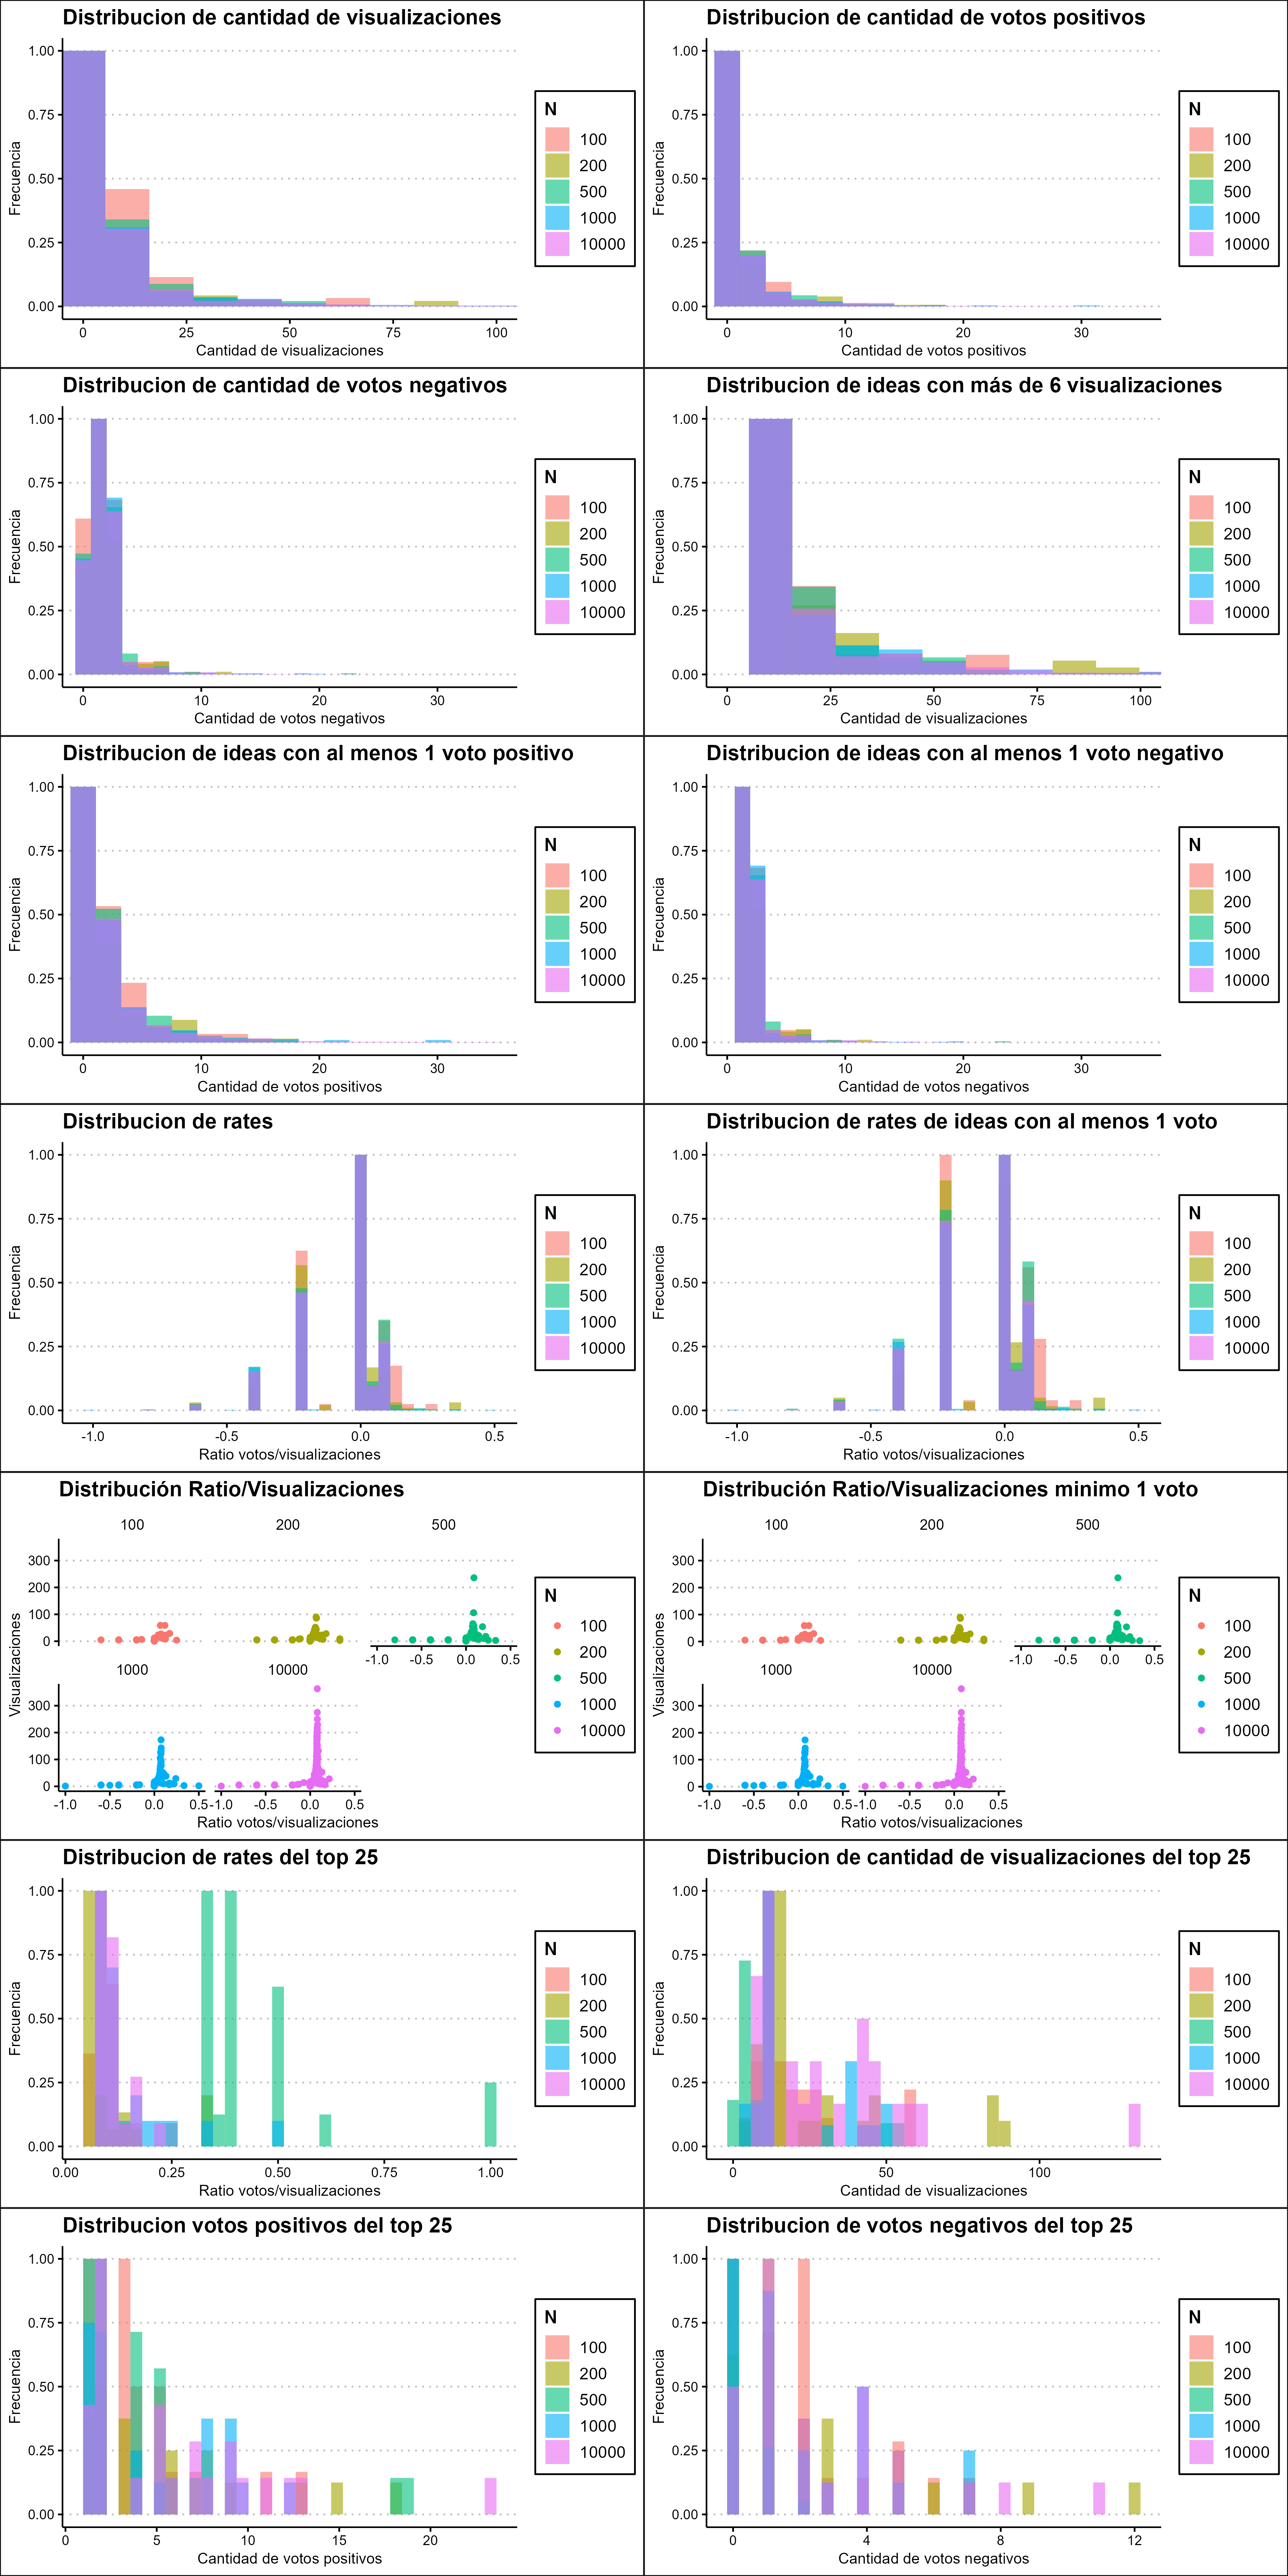 Distribucion de cantidad de visualizaciones
1.00
0.75
0.50
0.25
0.00
Frecuencia
0 25 50 75 100
Cantidad de visualizaciones
N
100
200
500
1000
10000
Distribucion de cantidad de votos positivos
1.00
0.75
0.50
0.25
0.00
Frecuencia
0 10 20 30
Cantidad de votos positivos
N
100
200
500
1000
10000
Distribucion de cantidad de votos negativos
1.00
0.75
0.50
0.25
0.00
Frecuencia
0 10 20 30
Cantidad de votos negativos
N
100
200
500
1000
10000
Distribucion de ideas con más de 6 visualizaciones
1.00
0.75
0.50
0.25
0.00
Frecuencia
0 25 50 75 100
Cantidad de visualizaciones
N
100
200
500
1000
10000
Distribucion de ideas con al menos 1 voto positivo
1.00
0.75
0.50
0.25
0.00
Frecuencia
0 10 20 30
Cantidad de votos positivos
N
100
200
500
1000
10000
Distribucion de ideas con al menos 1 voto negativo
1.00
0.75
0.50
0.25
0.00
Frecuencia
0 10 20 30
Cantidad de votos negativos
N
100
200
500
1000
10000
Distribucion de rates
1.00
0.75
0.50
0.25
0.00
Frecuencia
-1.0 -0.5 0.0 0.5
Ratio votos/visualizaciones
N
100
200
500
1000
10000
Distribucion de rates de ideas con al menos 1 voto
1.00
0.75
0.50
0.25
0.00
Frecuencia
-1.0 -0.5 0.0 0.5
Ratio votos/visualizaciones
N
100
200
500
1000
10000
Distribución Ratio/Visualizaciones
100 200 500
300
200
100
0
-1.0 -0.5 0.0 0.5
1000 10000
Visualizaciones
300
200
100
0
-1.0 -0.5 0.0 0.5 -1.0 -0.5 0.0 0.5
Ratio votos/visualizaciones
N
100
200
500
1000
10000
Distribución Ratio/Visualizaciones minimo 1 voto
100 200 500
300
200
100
0
-1.0 -0.5 0.0 0.5
1000 10000
Visualizaciones
300
200
100
0
-1.0 -0.5 0.0 0.5 -1.0 -0.5 0.0 0.5
Ratio votos/visualizaciones
N
100
200
500
1000
10000
Distribucion de rates del top 25
1.00
0.75
0.50
0.25
0.00
Frecuencia
0.00 0.25 0.50 0.75 1.00
Ratio votos/visualizaciones
N
100
200
500
1000
10000
Distribucion de cantidad de visualizaciones del top 25
1.00
0.75
0.50
0.25
0.00
Frecuencia
0 50 100
Cantidad de visualizaciones
N
100
200
500
1000
10000
Distribucion votos positivos del top 25
1.00
0.75
0.50
0.25
0.00
Frecuencia
0 5 10 15 20
Cantidad de votos positivos
N
100
200
500
1000
10000
Distribucion de votos negativos del top 25
1.00
0.75
0.50
0.25
0.00
Frecuencia
0 4 8 12
Cantidad de votos negativos
N
100
200
500
1000
10000